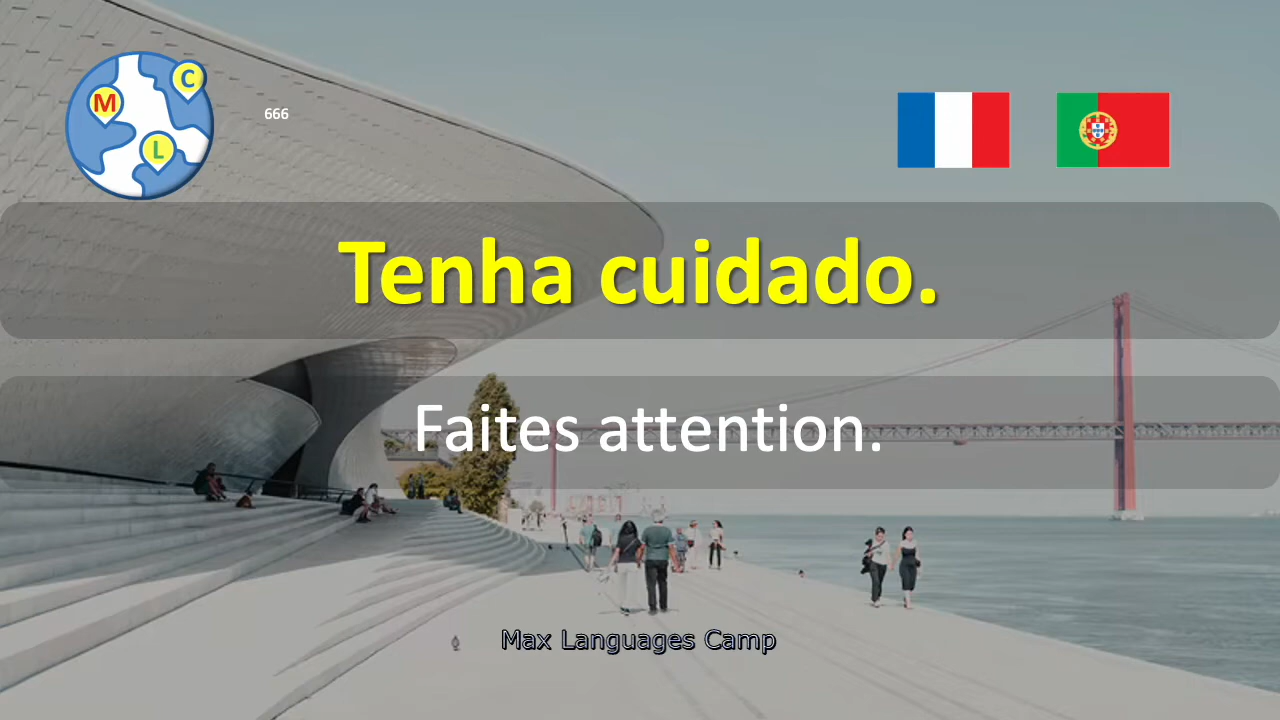 M
C
L
666
Tenha cuidado.
Faites attention.
Max Languages Camp